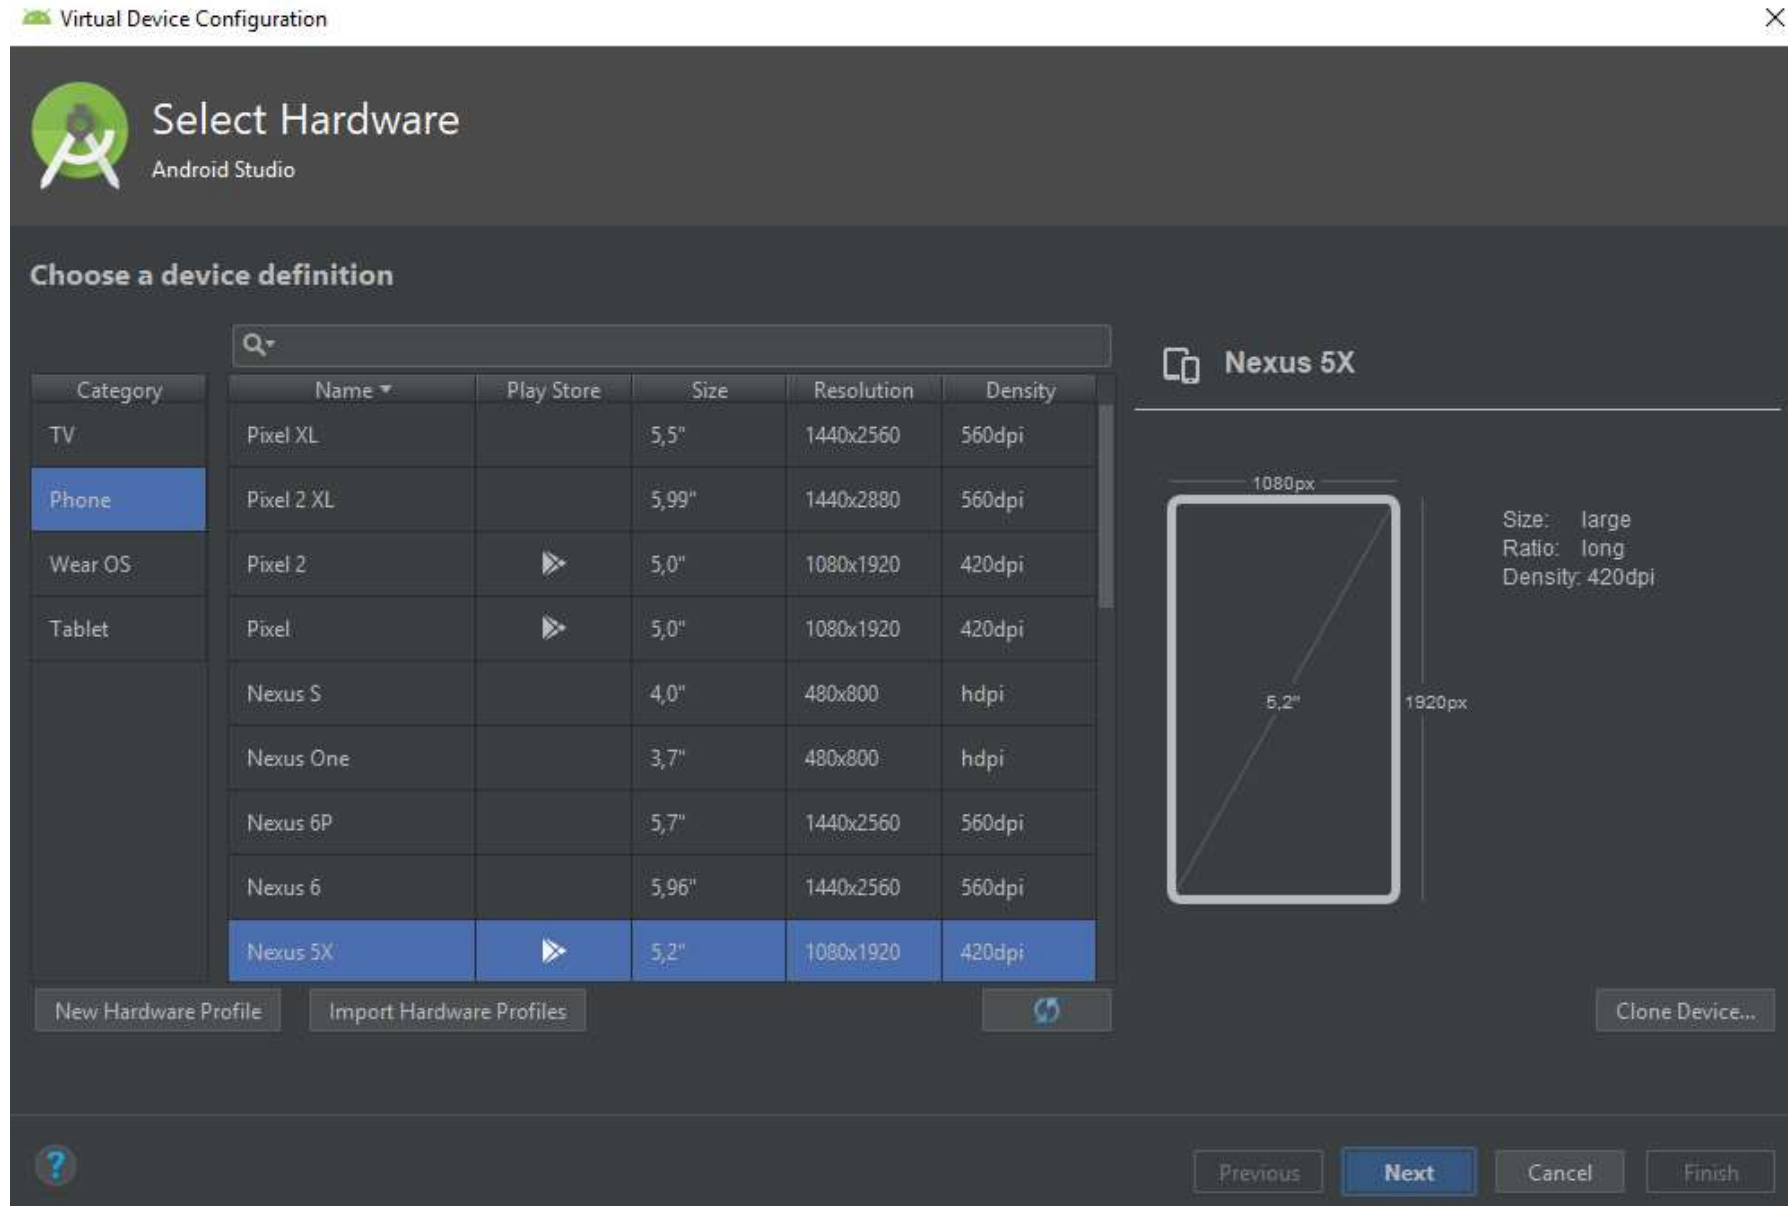 Virtual Device Configuration
Select Hardware
Android Studio
Choose a device definition
Category
TV
Phone
Wear OS
Tablet
Name Play Store Size Resolution Density
Pixel XL 5,5" 1440x2560 560dpi
Pixel 2 XL 5,99" 1440x2880 560dpi
Pixel 2 5,0" 1080x1920 420dpi
Pixel 5,0" 1080x1920 420dpi
Nexus S 4,0" 480x800 hdpi
Nexus One 3,7" 480x800 hdpi
Nexus 6P 5,7" 1440x2560 560dpi
Nexus 6 5,96" 1440x2560 560dpi
Nexus 5X 5,2" 1080x1920 420dpi
New Hardware Profile Import Hardware Profiles
Nexus 5X
1080px
5,2"
1920px
Size: large
Ratio: long
Density: 420dpi
Clone Device...
? Previous Next Cancel Finish